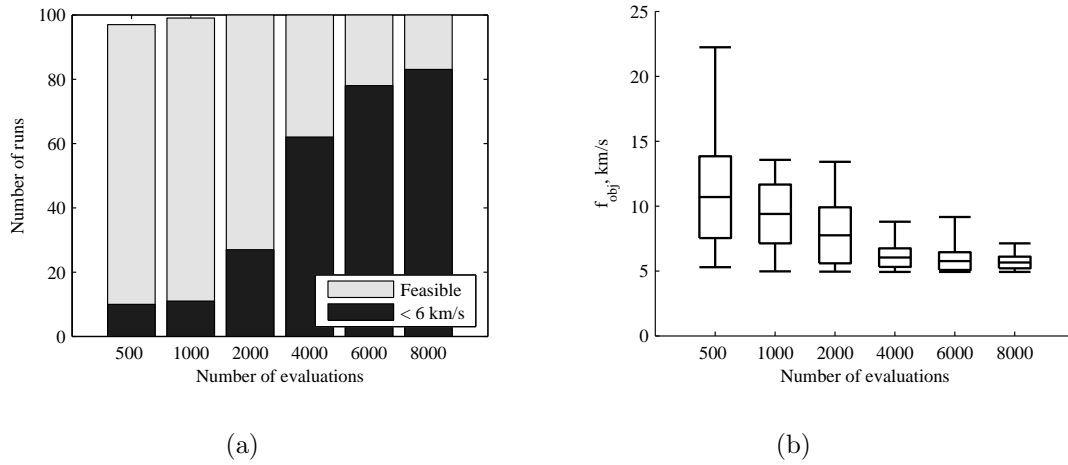 100
80
60
40
20
0
Number of runs
Feasible
< 6 km/s
500 1000 2000 4000 6000 8000
Number of evaluations
(a)
25
20
15
10
5
0
f_obj, km/s
500 1000 2000 4000 6000 8000
Number of evaluations
(b)